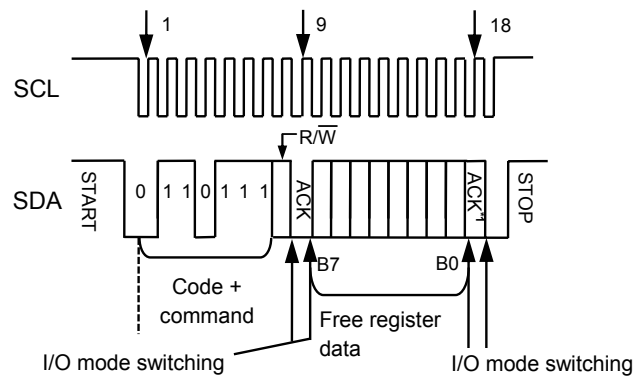 1 9 18
SCL
R/W̅
SDA START 0 1 1 0 1 1 1 ACK ACK*1 STOP
B7 B0
Code +
command
Free register
data
I/O mode switching I/O mode switching